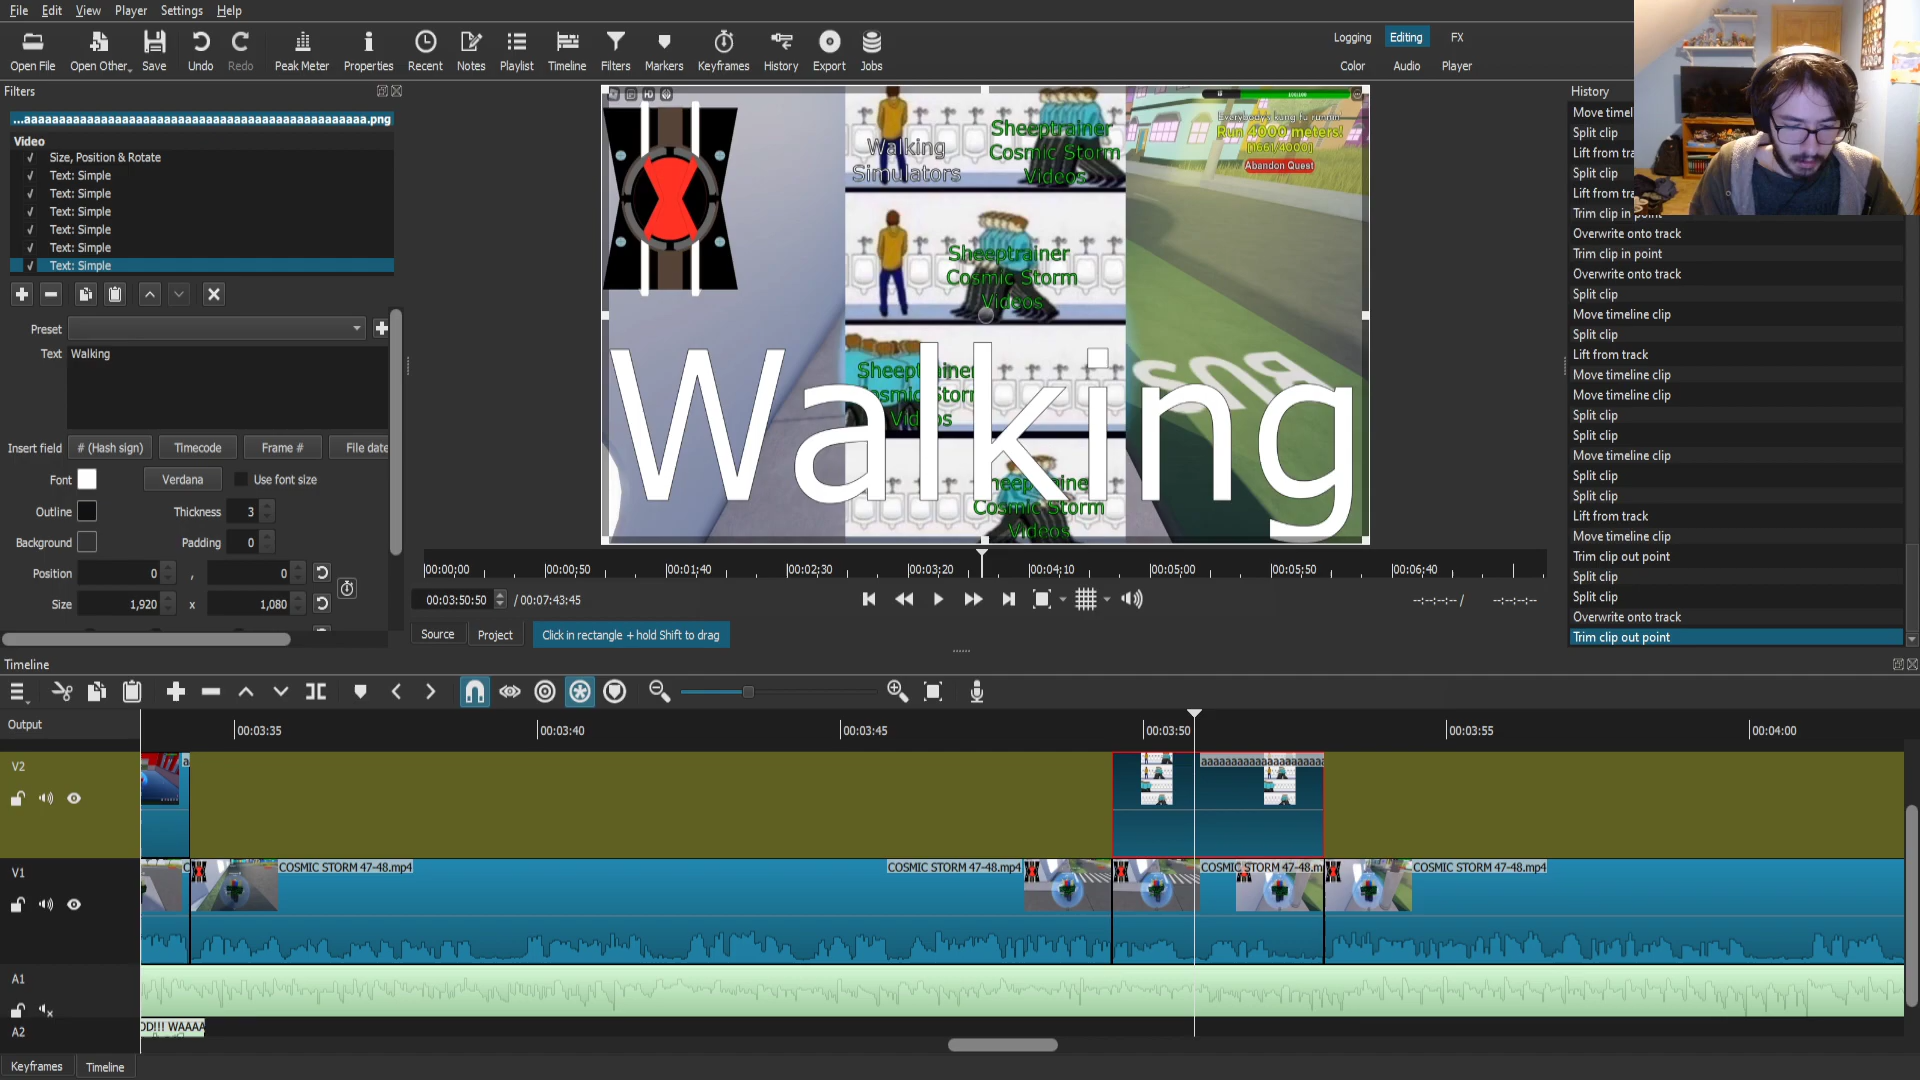 File Edit View Player Settings Help
Open File Open Other.. Save Undo Redo Peak Meter Properties Recent Notes Playlist Timeline Filters Markers Keyframes History Export Jobs
Logging Editing FX
Color Audio Player
Filters
...aaaaaaaaaaaaaaaaaaaaaaaaaaaaaaaaaaaaaaaaaaaaa.png
Video
Size, Position & Rotate
Text: Simple
Text: Simple
Text: Simple
Text: Simple
Text: Simple
Text: Simple
Preset
Text Walking
Insert field # (Hash sign) Timecode Frame # File date
Font Verdana Use font size
Outline Thickness 3
Background Padding 0
Position 0 , 0
Size 1,920 x 1,080
Walking
Simulators
Sheeptrainer
Cosmic Storm
Videos
Everybody's kung fu runnin'
Run 4000 meters!
[1661/4000]
Abandon Quest
Sheeptrainer
Cosmic Storm
Videos
Sheeptrainer
Cosmic Storm
Videos
BUS
Walking
Sheeptrainer
Cosmic Storm
Videos
00:00:00 00:00:50 00:01:40 00:02:30 00:03:20 00:04:10 00:05:00 00:05:50 00:06:40
00:03:50:50 / 00:07:43:45
--:--:--:-- / --:--:--:--
Source Project Click in rectangle + hold Shift to drag
History
Move timel
Split clip
Lift from tra
Split clip
Lift from tra
Trim clip in point
Overwrite onto track
Trim clip in point
Overwrite onto track
Split clip
Move timeline clip
Split clip
Lift from track
Move timeline clip
Move timeline clip
Split clip
Split clip
Move timeline clip
Split clip
Split clip
Lift from track
Move timeline clip
Trim clip out point
Split clip
Split clip
Overwrite onto track
Trim clip out point
Timeline
Output
00:03:35 00:03:40 00:03:45 00:03:50 00:03:55 00:04:00
V2
a
aaaaaaaaaaaaaaaaaaaaa
V1
C
COSMIC STORM 47-48.mp4
COSMIC STORM 47-48.mp4
COSMIC STORM 47-48.m
COSMIC STORM 47-48.mp4
A1
A2
OD!!! WAAAA
Keyframes Timeline